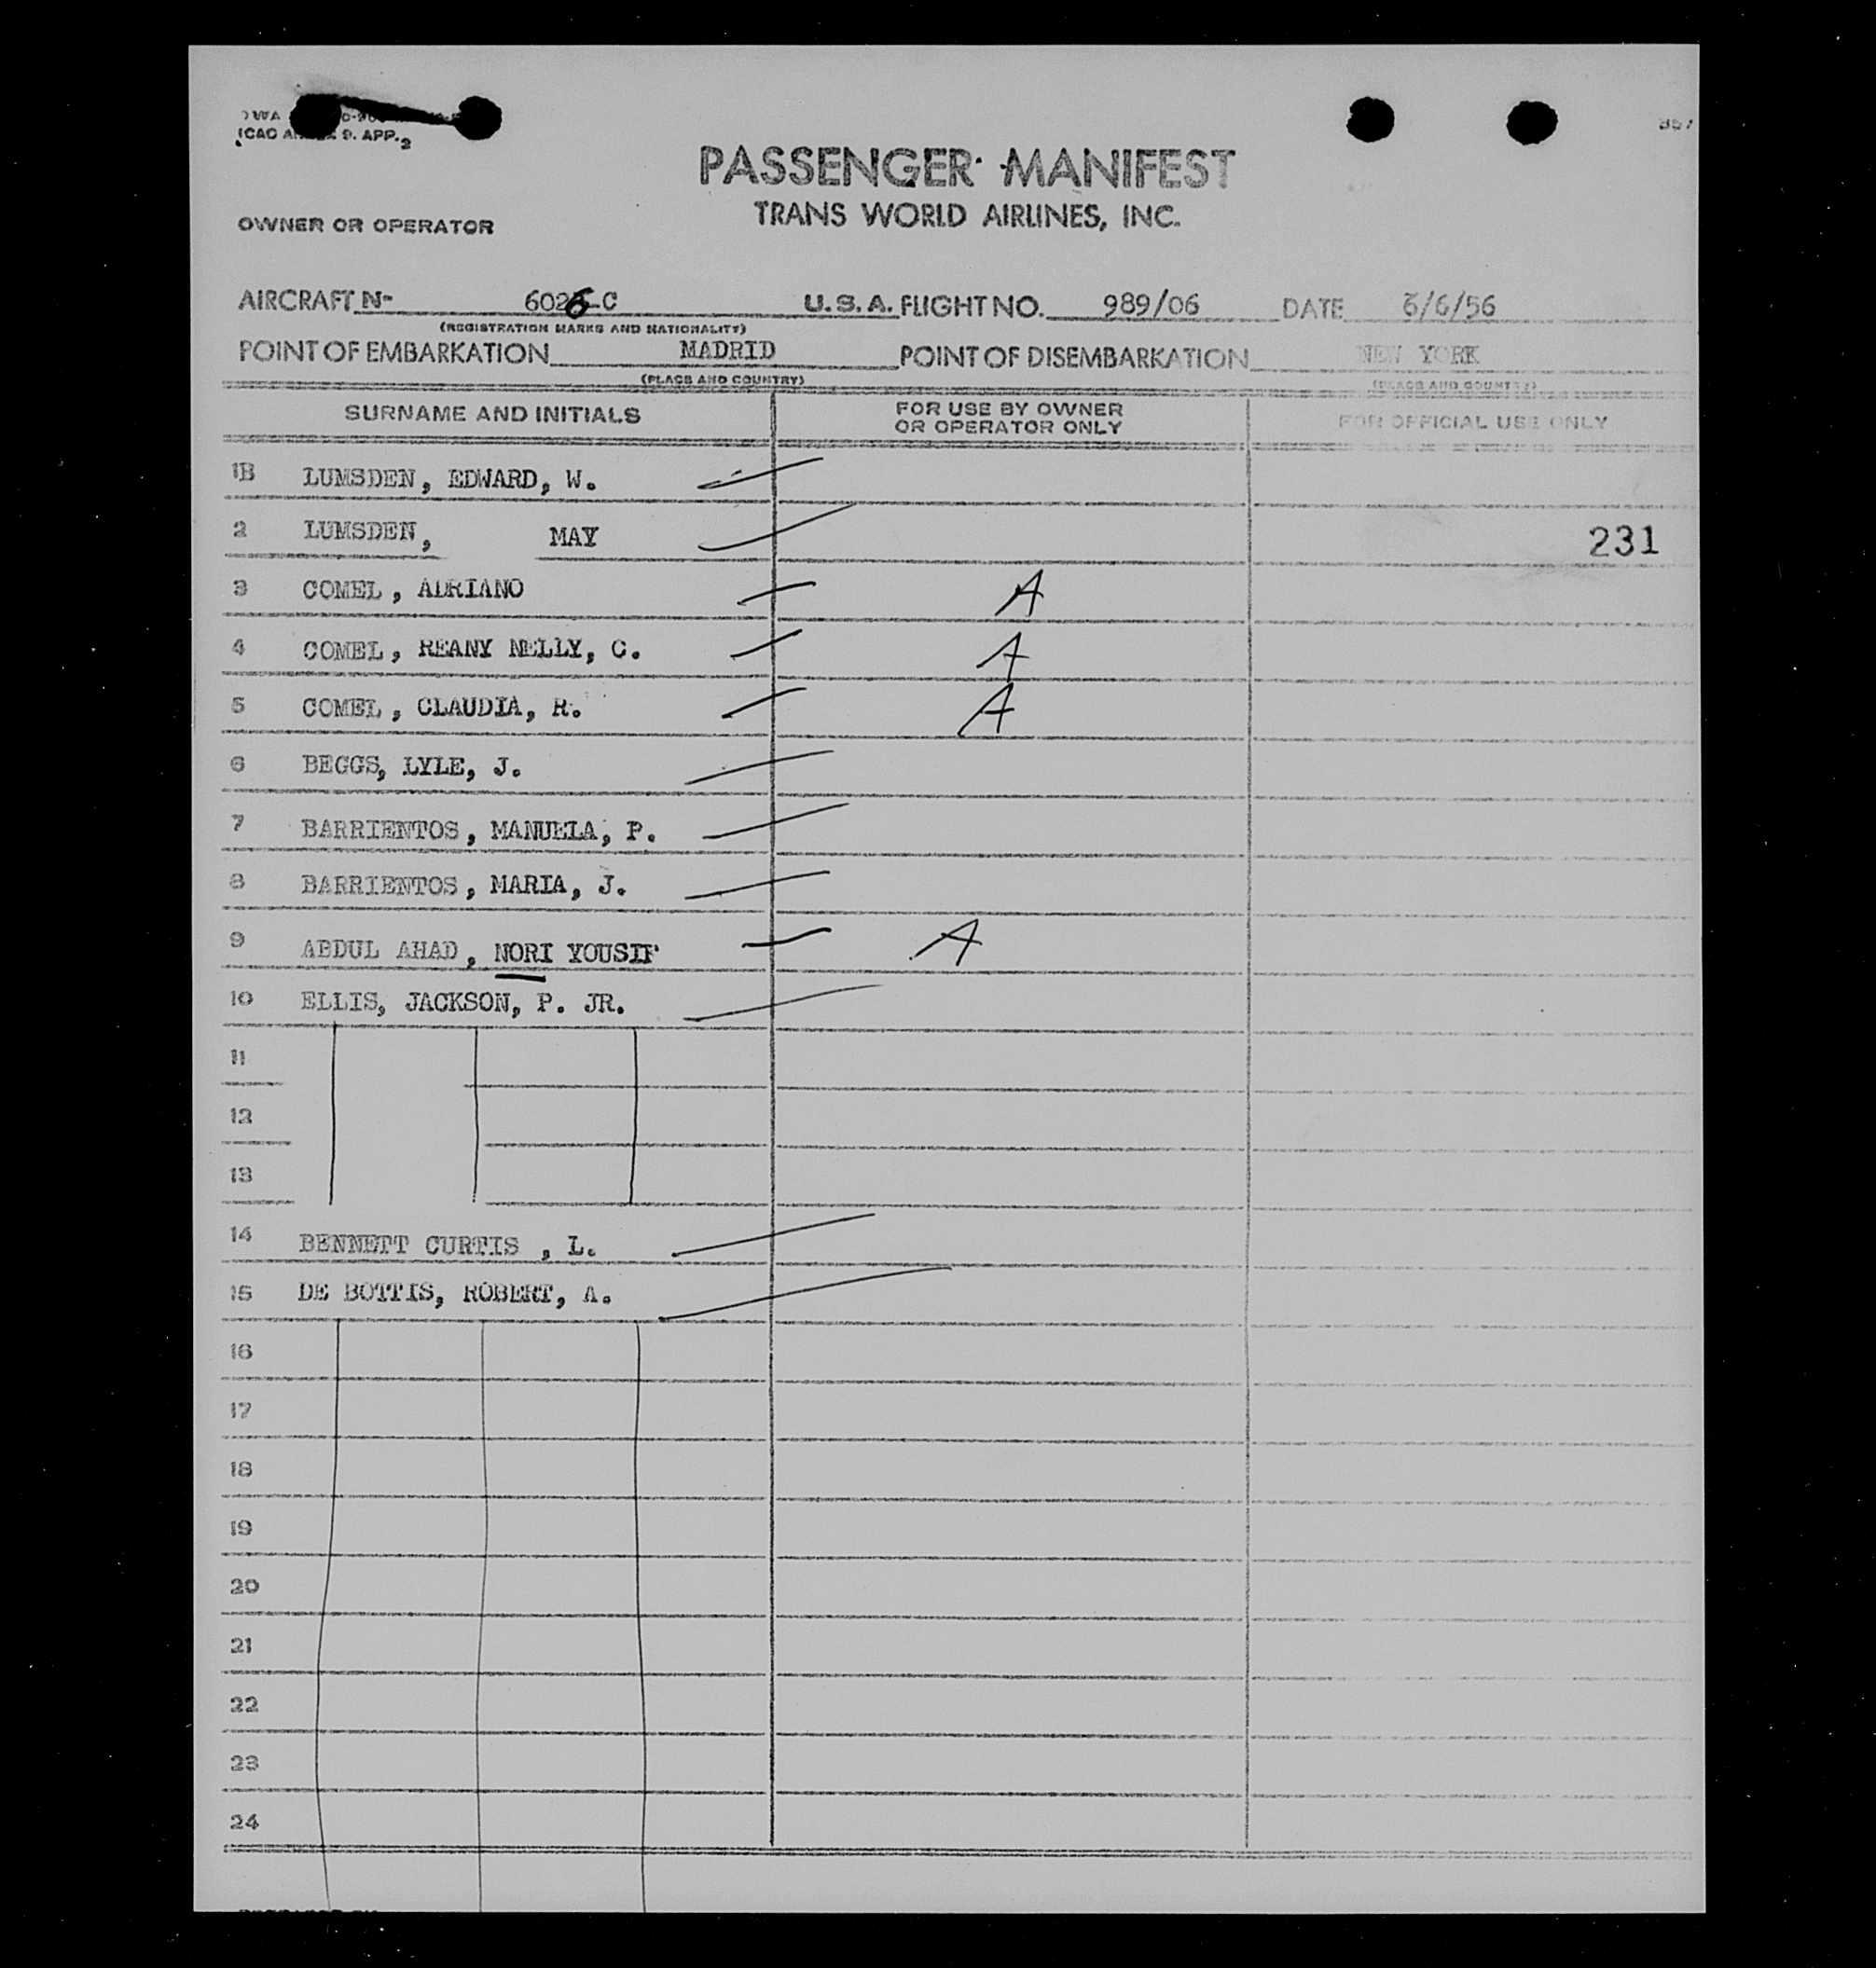 ICAO 9. APP. 2
PASSENGER MANIFEST
TRANS WORLD AIRLINES, INC.
OWNER OR OPERATOR
AIRCRAFT N- 6026-C U.S.A. FLIGHT NO. 989/06 DATE 6/6/56
(REGISTRATION MARKS AND NATIONALITY)
POINT OF EMBARKATION MADRID POINT OF DISEMBARKATION NEW YORK
(PLACE AND COUNTRY) (PLACE AND COUNTRY)
SURNAME AND INITIALS FOR USE BY OWNER OR OPERATOR ONLY FOR OFFICIAL USE ONLY
1B LUMSDEN, EDWARD, W.
2 LUMSDEN, MAY 231
3 COMEL, ADRIANO A
4 COMEL, REANY NELLY, C. A
5 COMEL, CLAUDIA, R. A
6 BEGGS, LYLE, J.
7 BARRIENTOS, MANUELA, P.
8 BARRIENTOS, MARIA, J.
9 ABDUL AHAD, NORI YOUSIF A
10 ELLIS, JACKSON, P. JR.
11
12
13
14 BENNETT CURTIS , L.
15 DE BOTTIS, ROBERT, A.
16
17
18
19
20
21
22
23
24